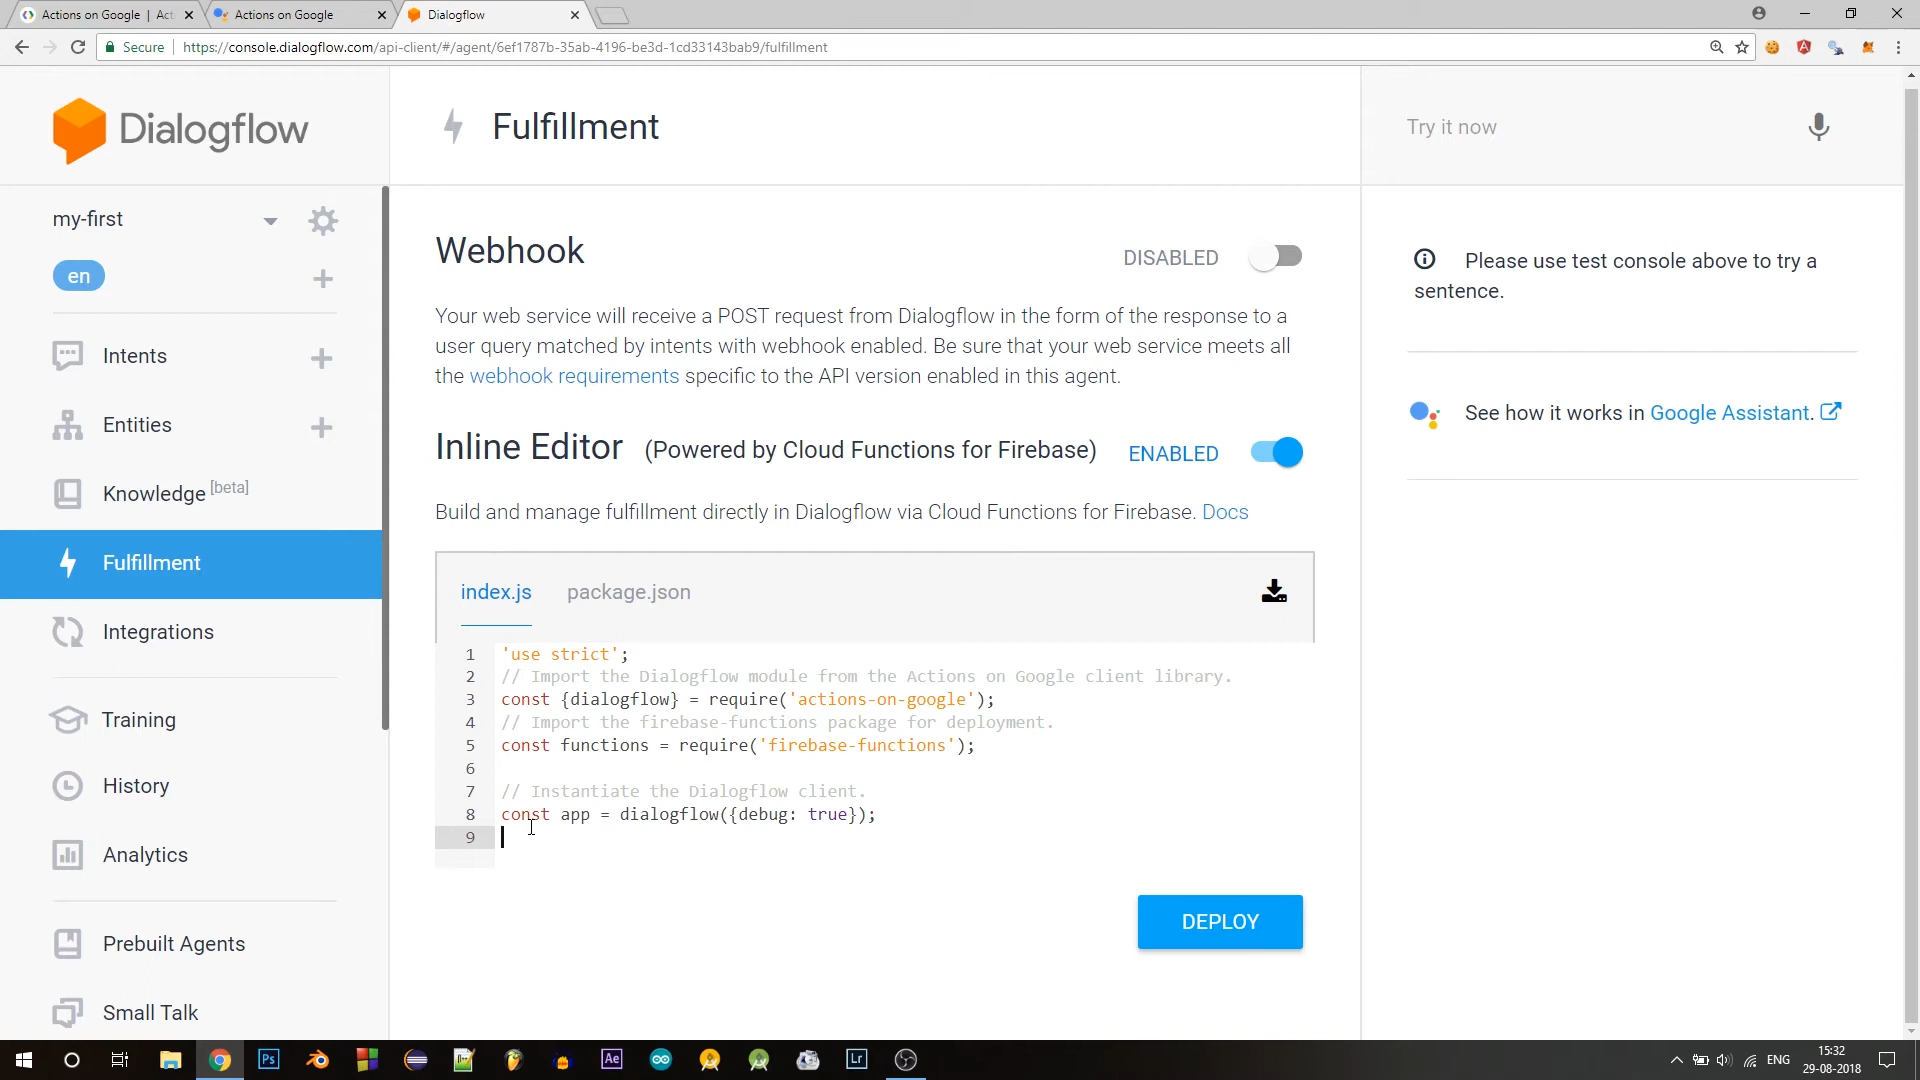 Actions on Google | Act
Actions on Google
Dialogflow
Secure
https://console.dialogflow.com/api-client/#/agent/6ef1787b-35ab-4196-be3d-1cd33143bab9/fulfillment
Dialogflow
Fulfillment
Try it now
my-first
en
Intents
Entities
Knowledge [beta]
Fulfillment
Integrations
Training
History
Analytics
Prebuilt Agents
Small Talk
Webhook
DISABLED
Your web service will receive a POST request from Dialogflow in the form of the response to a
user query matched by intents with webhook enabled. Be sure that your web service meets all
the webhook requirements specific to the API version enabled in this agent.
Inline Editor (Powered by Cloud Functions for Firebase) ENABLED
Build and manage fulfillment directly in Dialogflow via Cloud Functions for Firebase. Docs
index.js package.json
1 'use strict';
2 // Import the Dialogflow module from the Actions on Google client library.
3 const {dialogflow} = require('actions-on-google');
4 // Import the firebase-functions package for deployment.
5 const functions = require('firebase-functions');
6
7 // Instantiate the Dialogflow client.
8 const app = dialogflow({debug: true});
9
DEPLOY
Please use test console above to try a
sentence.
See how it works in Google Assistant.
Ps
Ae
Lr
ENG
15:32
29-08-2018